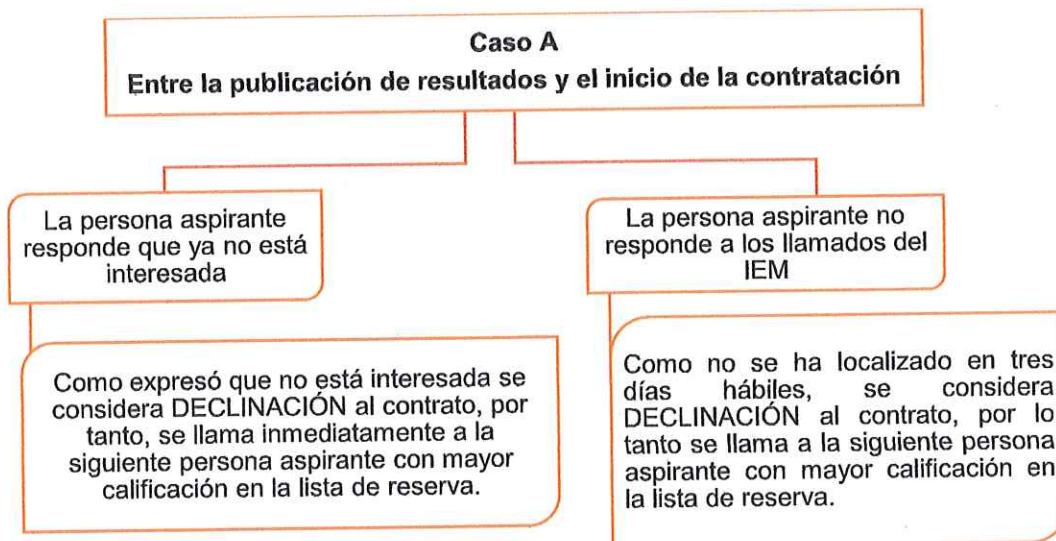 Caso A
Entre la publicación de resultados y el inicio de la contratación
La persona aspirante
responde que ya no está
interesada
Como expresó que no está interesada se
considera DECLINACIÓN al contrato, por
tanto, se llama inmediatamente a la
siguiente persona aspirante con mayor
calificación en la lista de reserva.
La persona aspirante no
responde a los llamados del
IEM
Como no se ha localizado en tres
días hábiles, se considera
DECLINACIÓN al contrato, por lo
tanto se llama a la siguiente persona
aspirante con mayor calificación en
la lista de reserva.